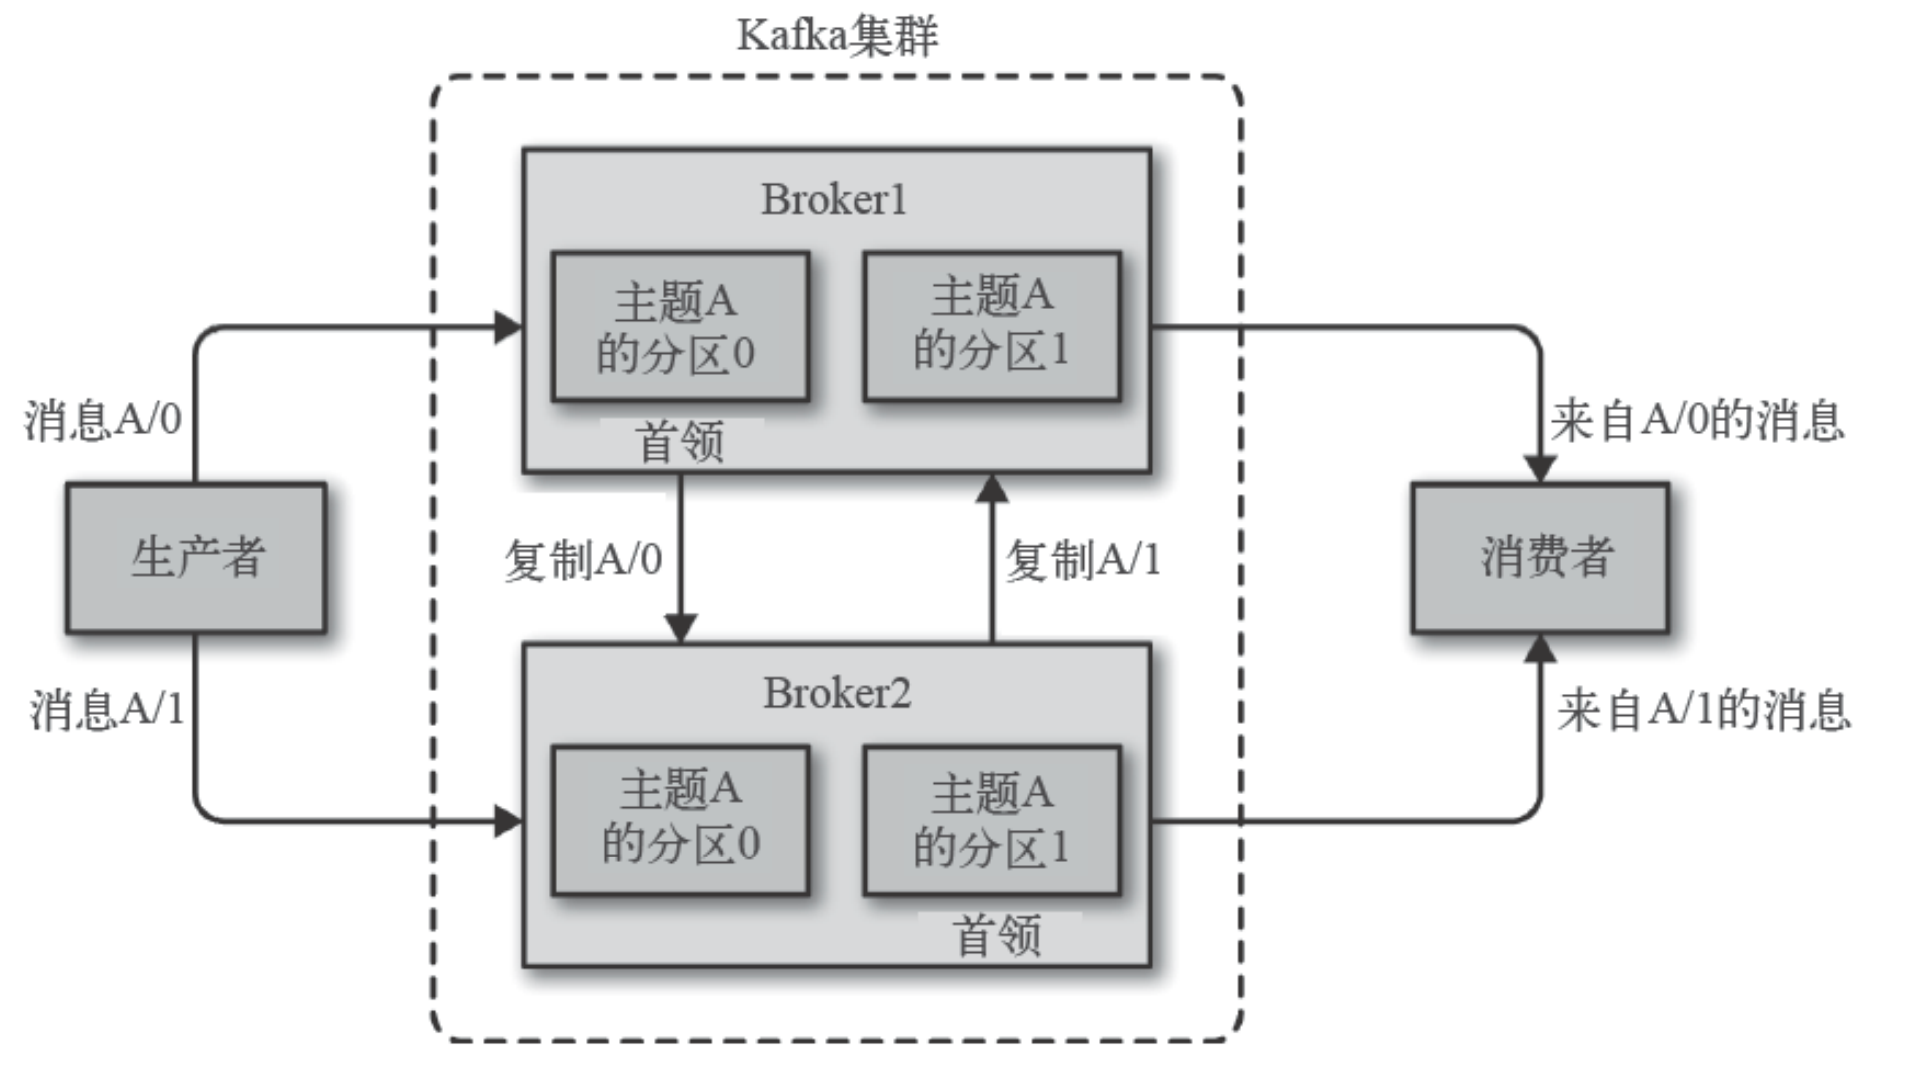 Kafka集群
Broker1
主题A
的分区0
主题A
的分区1
首领
消息A/0
来自A/0的消息
生产者
复制A/0
复制A/1
消费者
消息A/1
来自A/1的消息
Broker2
主题A
的分区0
主题A
的分区1
首领